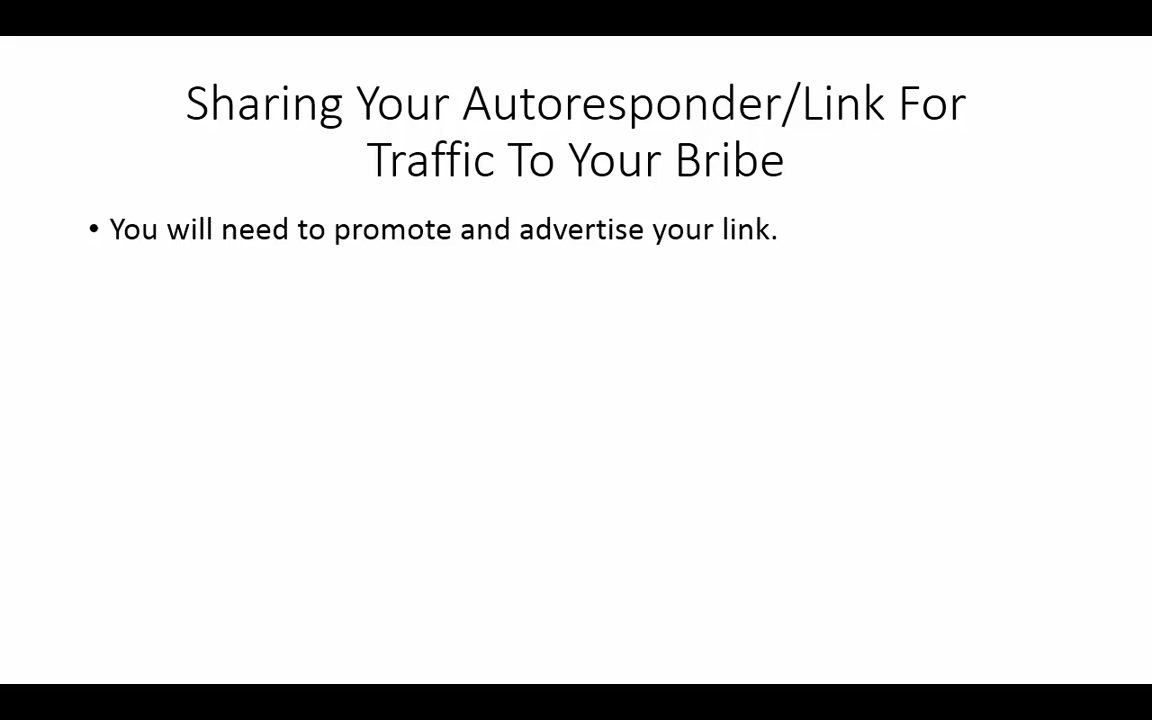 Sharing Your Autoresponder/Link For
Traffic To Your Bribe
• You will need to promote and advertise your link.